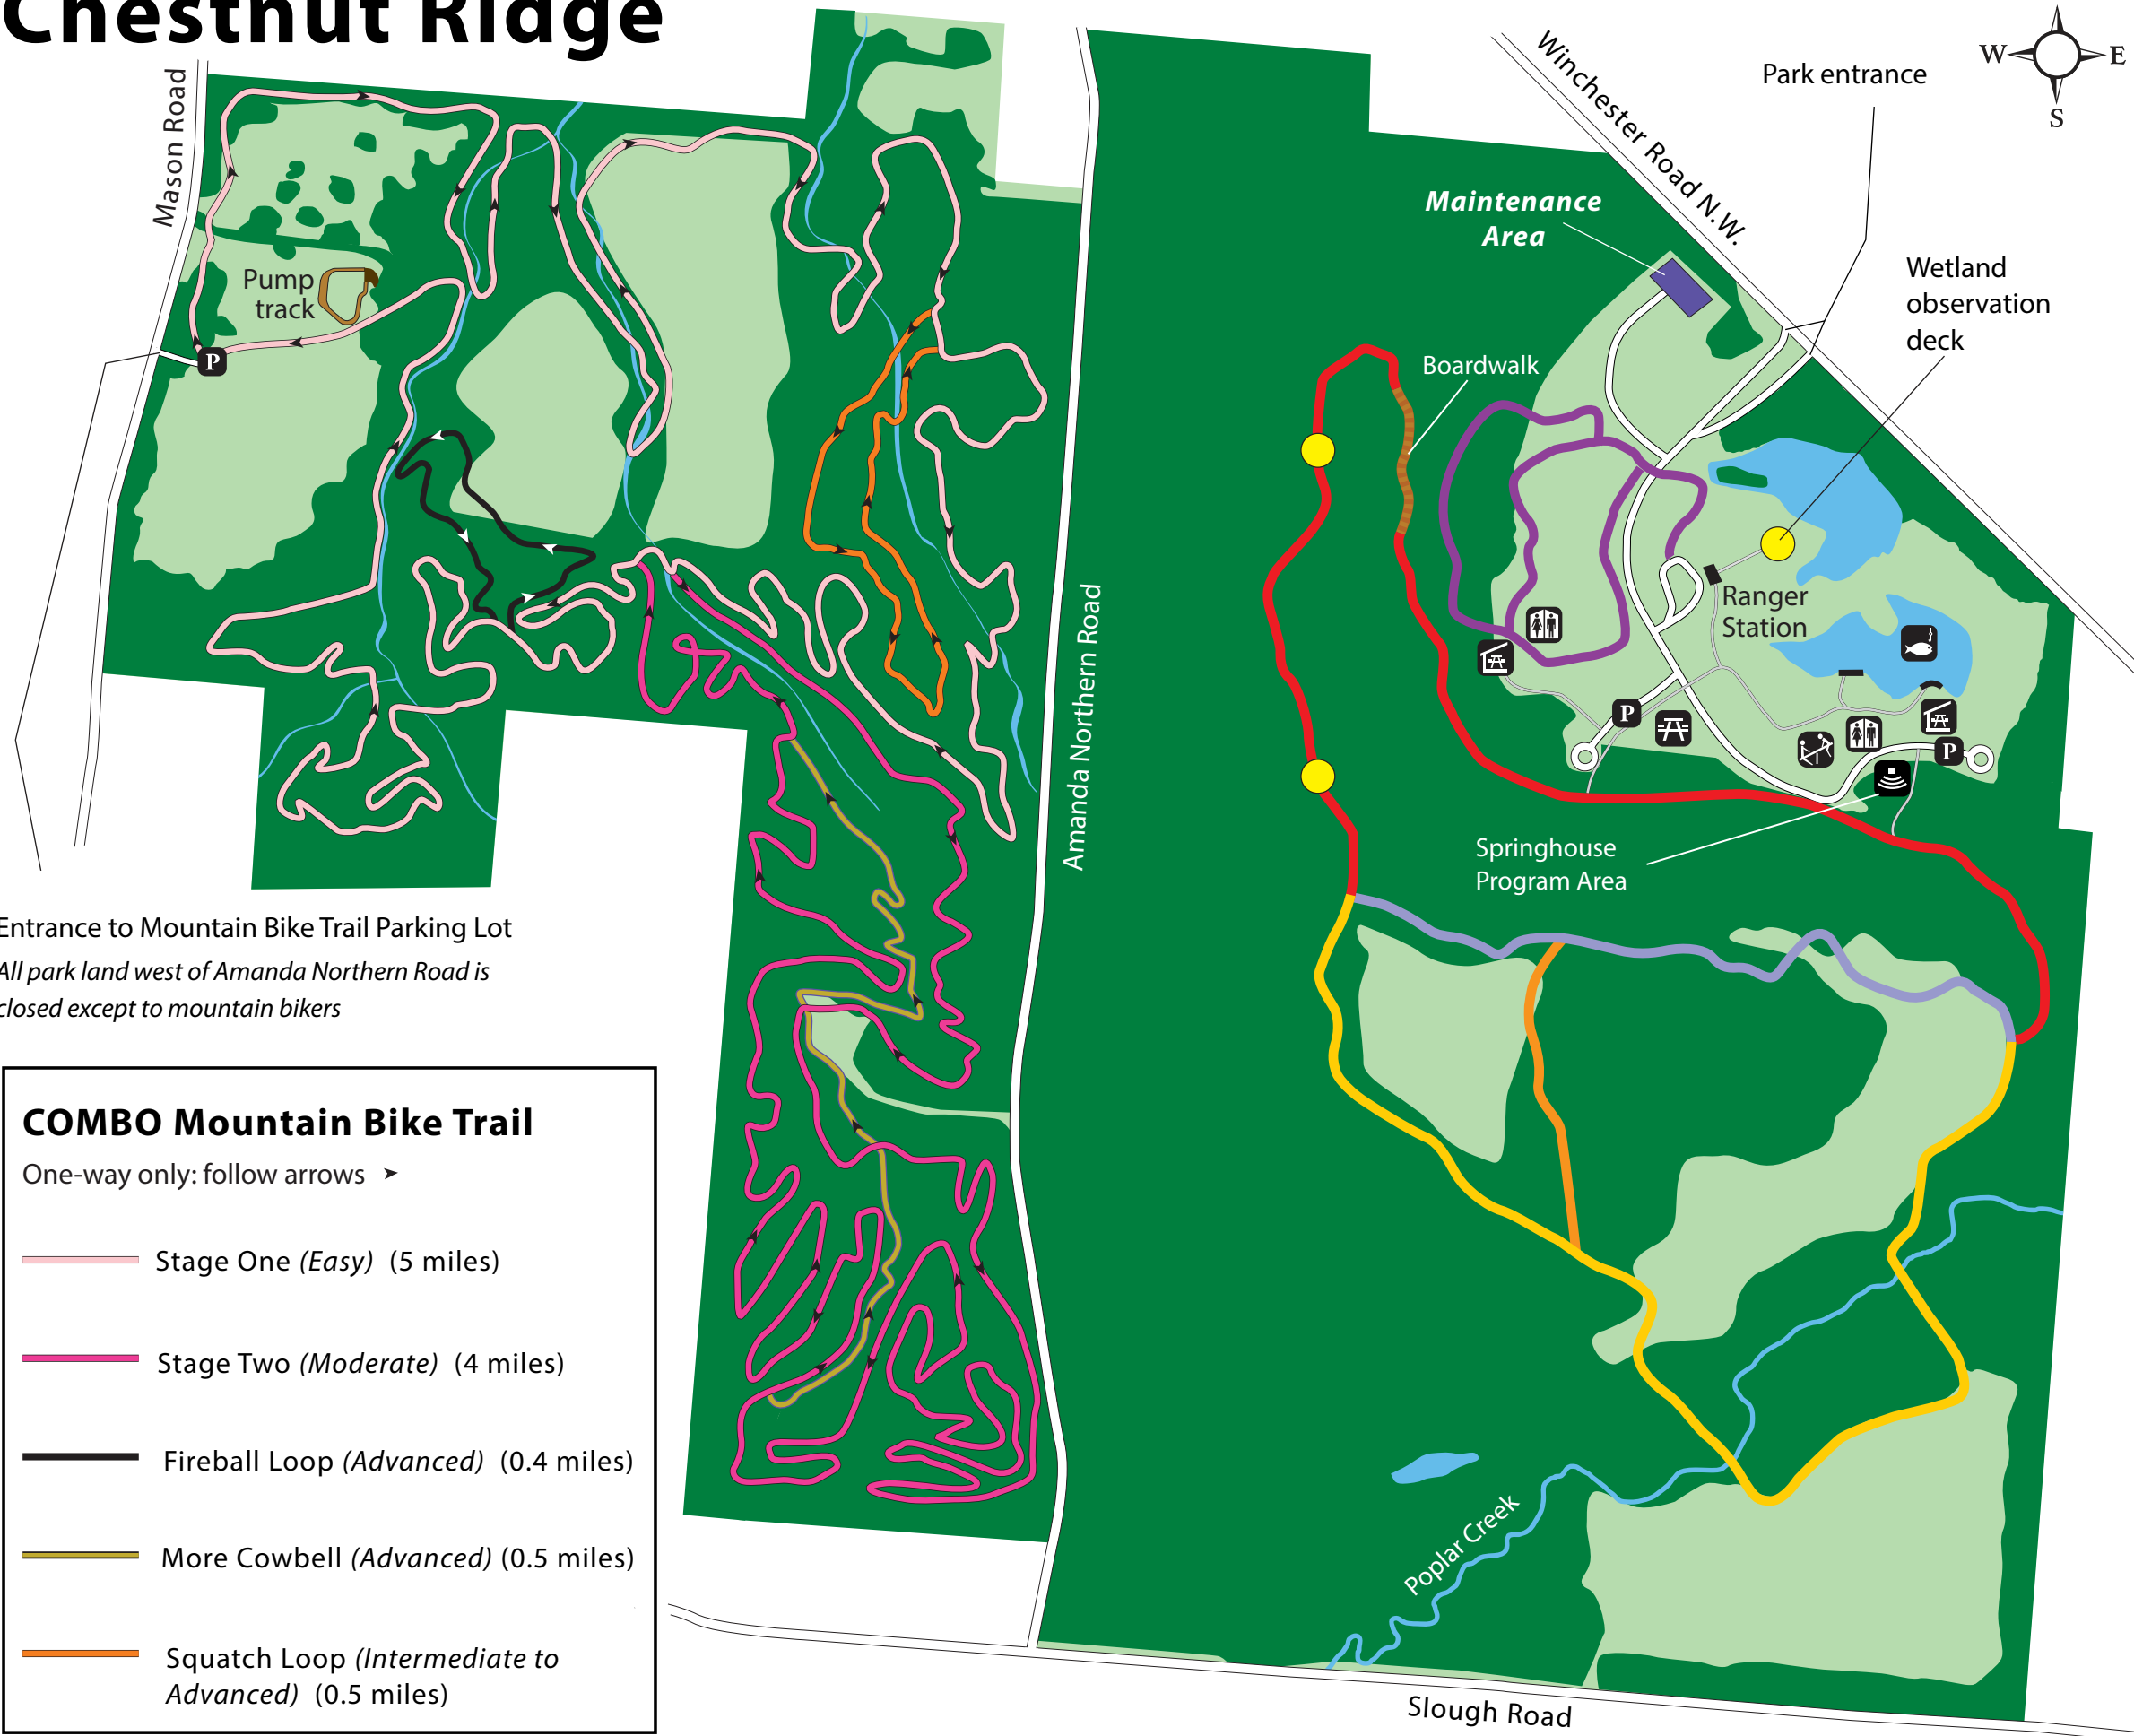 Chestnut Ridge
Mason Road
Pump
track
P
Entrance to Mountain Bike Trail Parking Lot
All park land west of Amanda Northern Road is
closed except to mountain bikers
COMBO Mountain Bike Trail
One-way only: follow arrows
Stage One (Easy) (5 miles)
Stage Two (Moderate) (4 miles)
Fireball Loop (Advanced) (0.4 miles)
More Cowbell (Advanced) (0.5 miles)
Squatch Loop (Intermediate to
Advanced) (0.5 miles)
Amanda Northern Road
Winchester Road N.W.
Park entrance
W
E
S
Maintenance
Area
Wetland
observation
deck
Boardwalk
Ranger
Station
P
P
Springhouse
Program Area
Poplar Creek
Slough Road